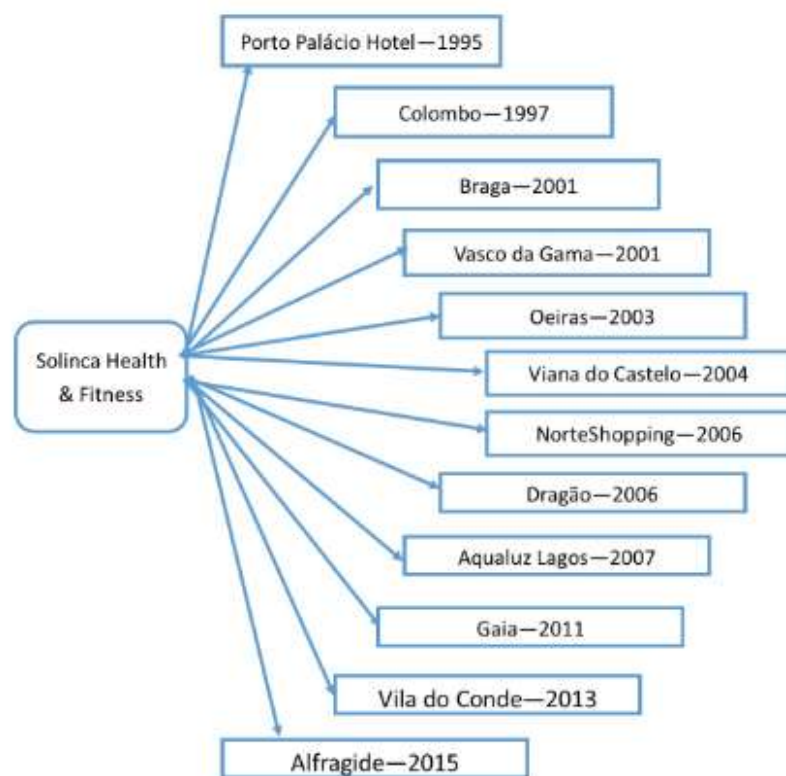 Porto Palácio Hotel—1995
Colombo—1997
Braga—2001
Vasco da Gama—2001
Oeiras—2003
Solinca Health
& Fitness
Viana do Castelo—2004
NorteShopping—2006
Dragão—2006
Aqualuz Lagos—2007
Gaia—2011
Vila do Conde—2013
Alfragide—2015